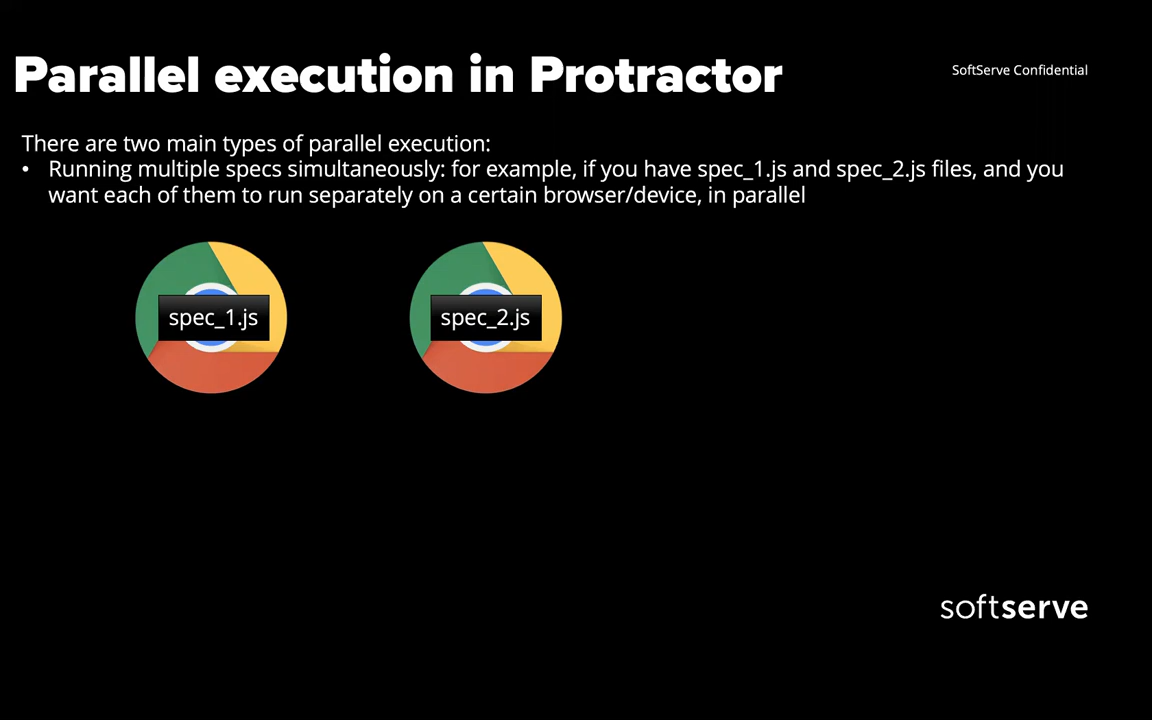 Parallel execution in Protractor
SoftServe Confidential
There are two main types of parallel execution:
• Running multiple specs simultaneously: for example, if you have spec_1.js and spec_2.js files, and you
want each of them to run separately on a certain browser/device, in parallel
spec_1.js
spec_2.js
softserve